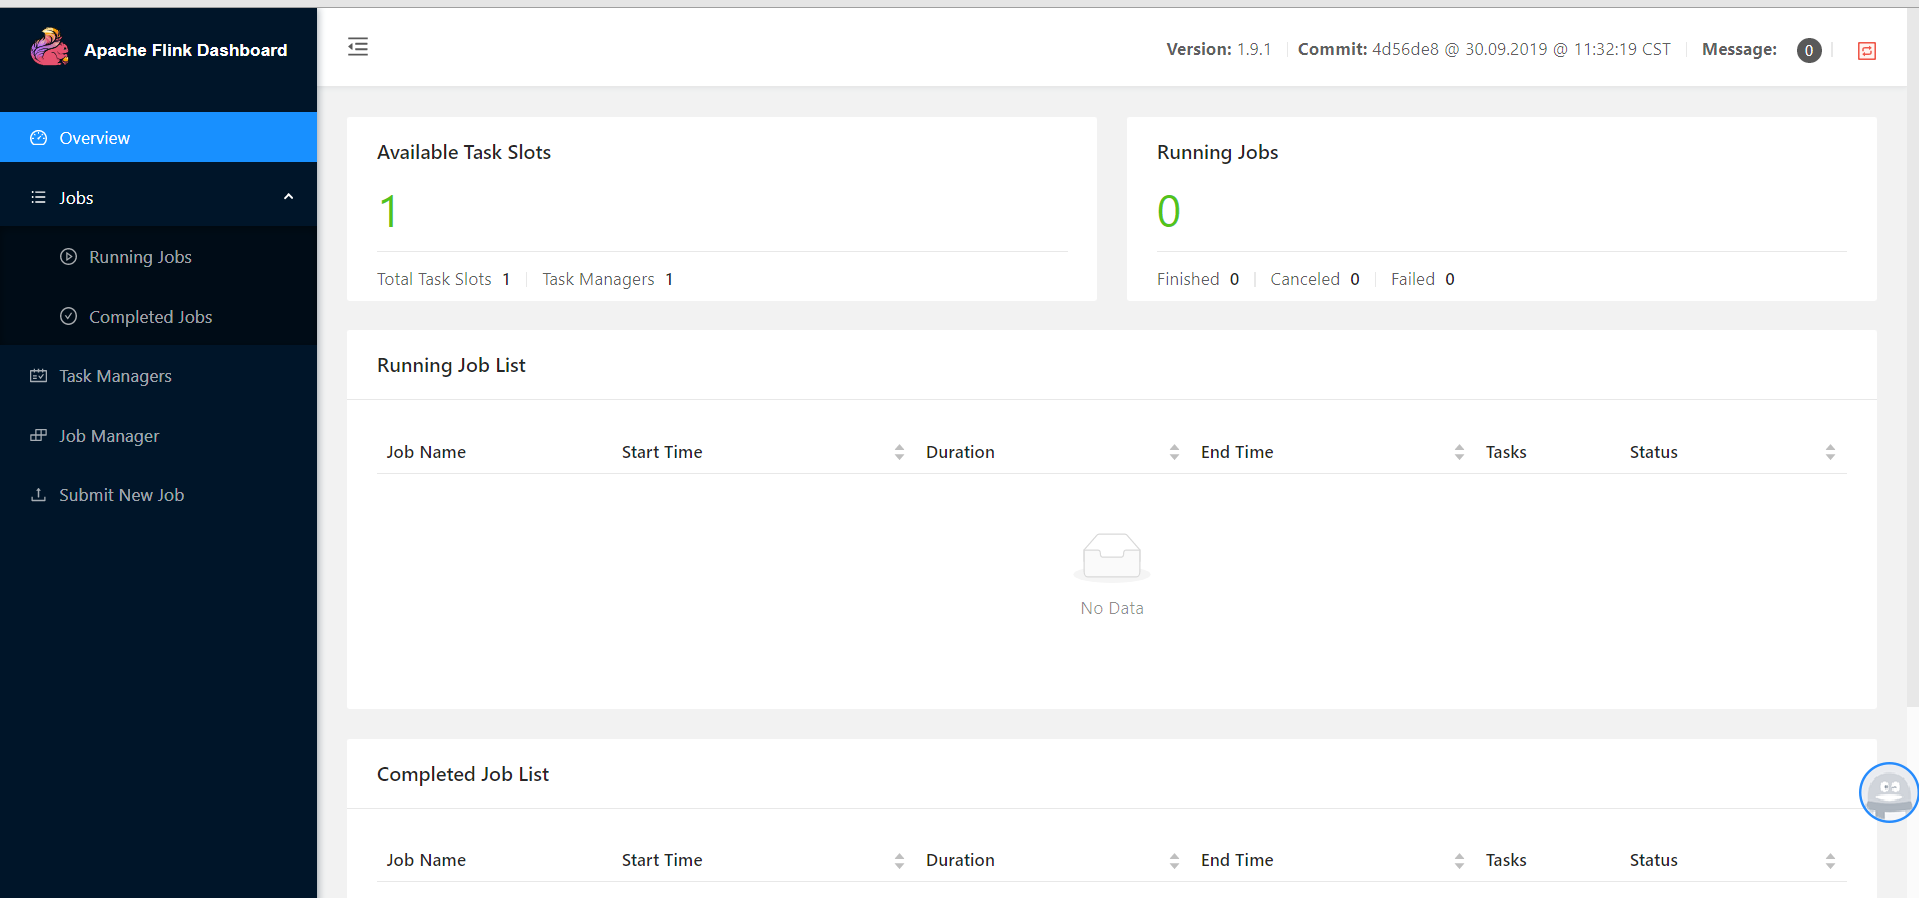 Apache Flink Dashboard
Version: 1.9.1 Commit: 4d56de8 @ 30.09.2019 @ 11:32:19 CST Message: 0
Overview
Jobs
Running Jobs
Completed Jobs
Task Managers
Job Manager
Submit New Job
Available Task Slots
1
Total Task Slots 1 Task Managers 1
Running Jobs
0
Finished 0 Canceled 0 Failed 0
Running Job List
Job Name Start Time Duration End Time Tasks Status
No Data
Completed Job List
Job Name Start Time Duration End Time Tasks Status